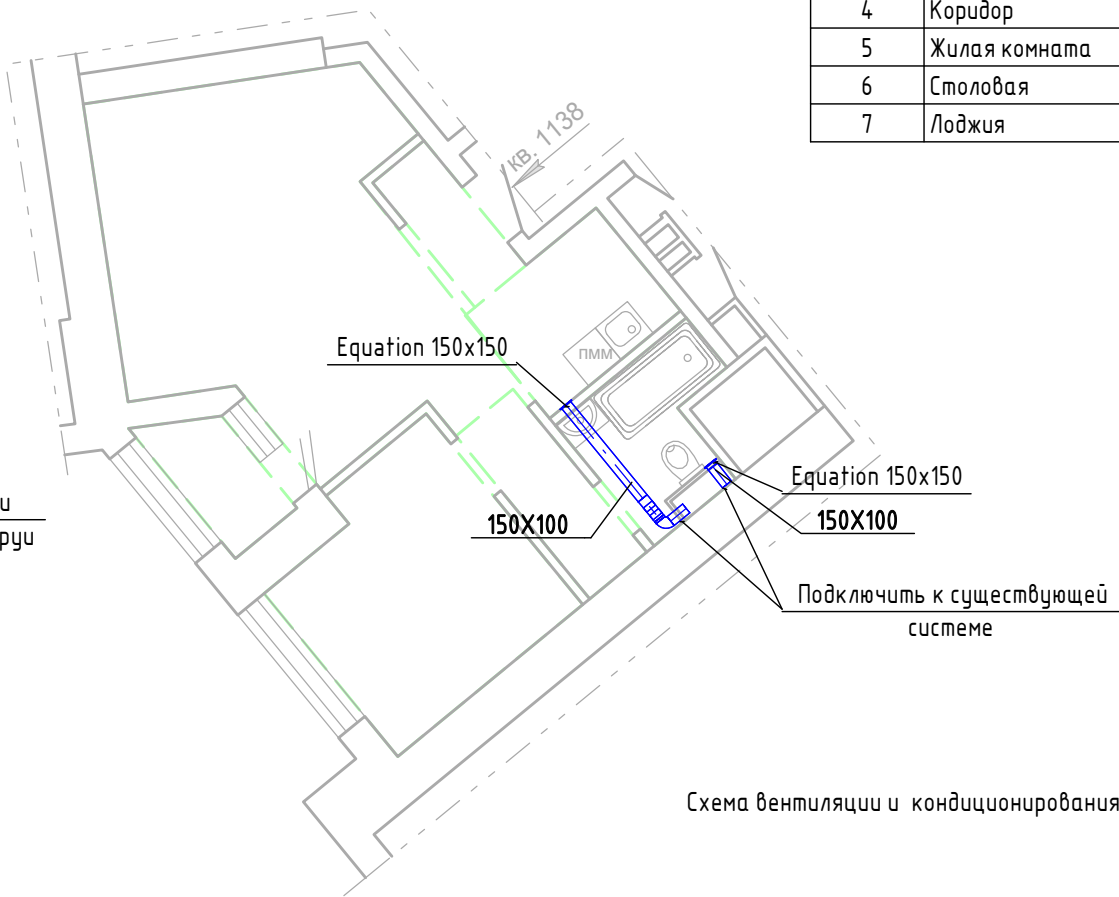 4 Коридор
5 Жилая комната
6 Столовая
7 Лоджия
кв. 1138
Equation 150x150
ПММ
Equation 150x150
и
руи
150X100
150X100
Подключить к существующей
системе
Схема вентиляции и кондиционирования